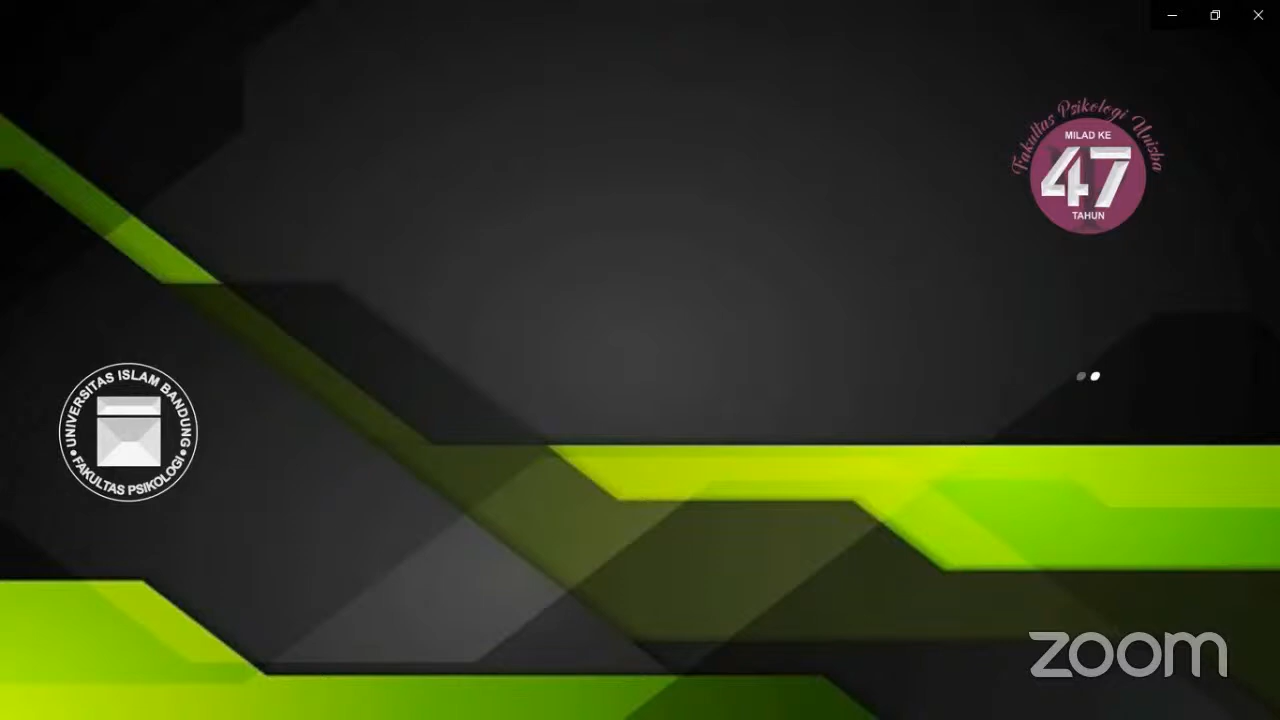 Fakultas Psikologi Unisba
MILAD KE
47
TAHUN
UNIVERSITAS ISLAM BANDUNG
FAKULTAS PSIKOLOGI
zoom